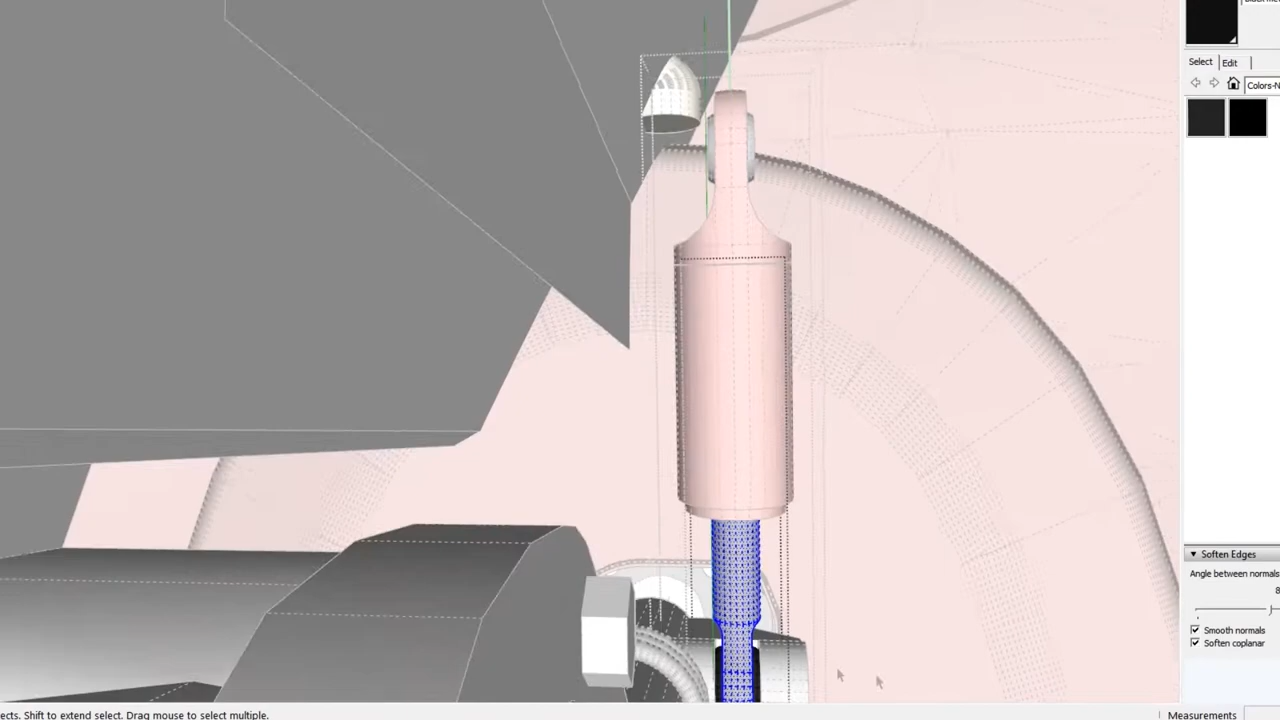 Select
Edit
Colors-N
Soften Edges
Angle between normals
8
Smooth normals
Soften coplanar
ects. Shift to extend select. Drag mouse to select multiple.
Measurements